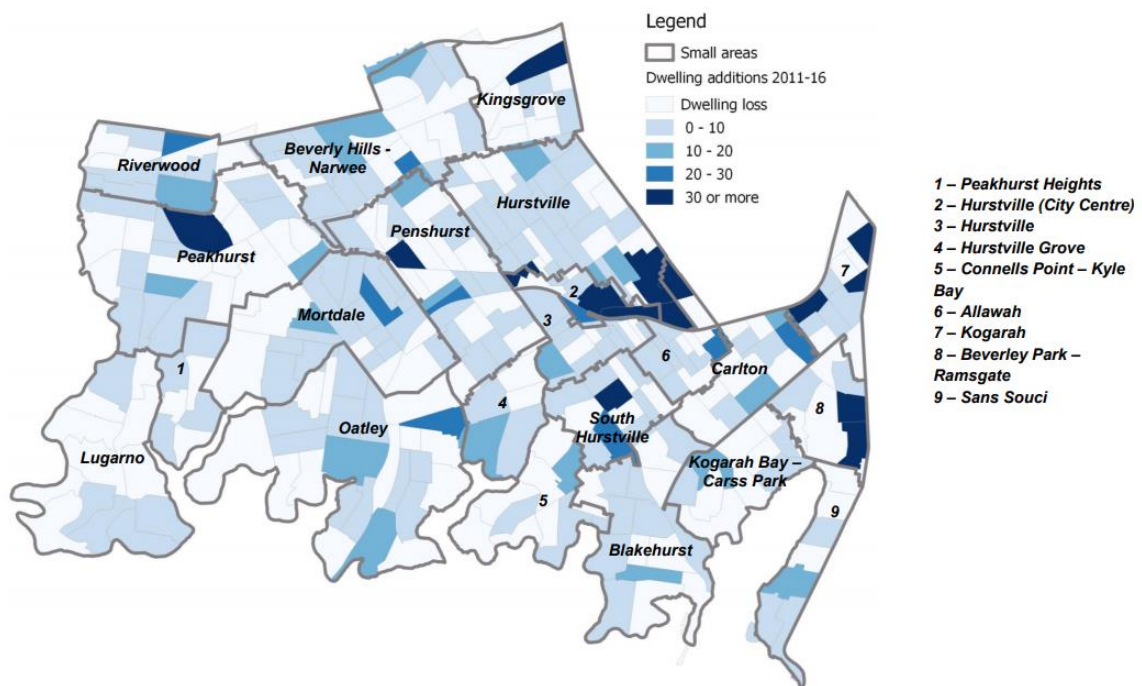 Legend
Small areas
Dwelling additions 2011-16
Dwelling loss
0 - 10
10 - 20
20 - 30
30 or more
Kingsgrove
Riverwood
Beverly Hills -
Narwee
Hurstville
Penshurst
Peakhurst
Mortdale
1
2
3
6
Carlton
7
8
4
South
Hurstville
Oatley
Lugarno
Kogarah Bay –
Carss Park
5
9
Blakehurst
1 – Peakhurst Heights
2 – Hurstville (City Centre)
3 – Hurstville
4 – Hurstville Grove
5 – Connells Point – Kyle
Bay
6 – Allawah
7 – Kogarah
8 – Beverley Park –
Ramsgate
9 – Sans Souci